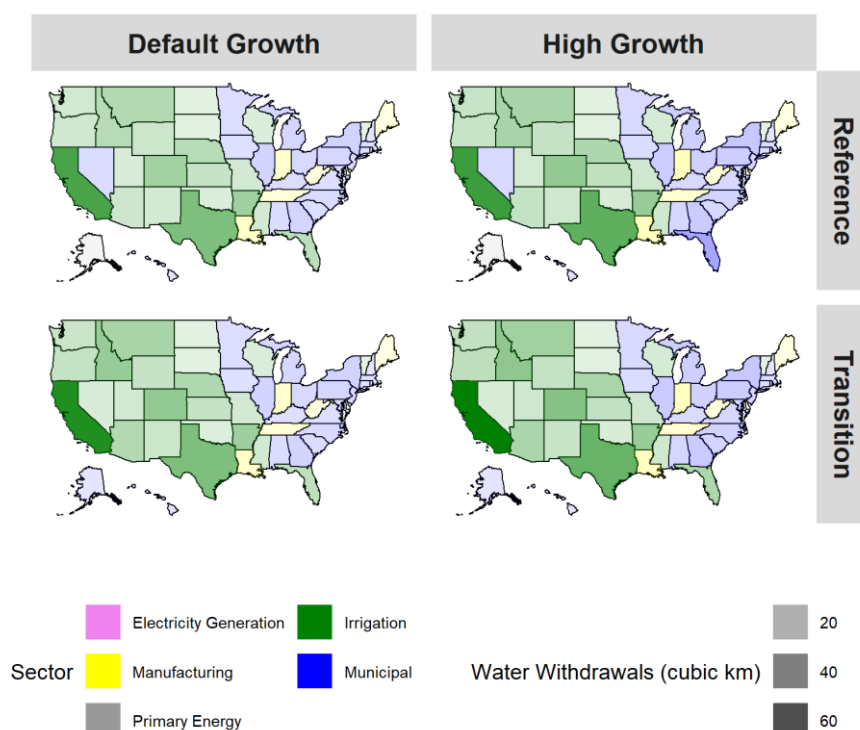 Default Growth
High Growth
Reference
Transition
Sector
Electricity Generation
Manufacturing
Primary Energy
Irrigation
Municipal
Water Withdrawals (cubic km)
20
40
60